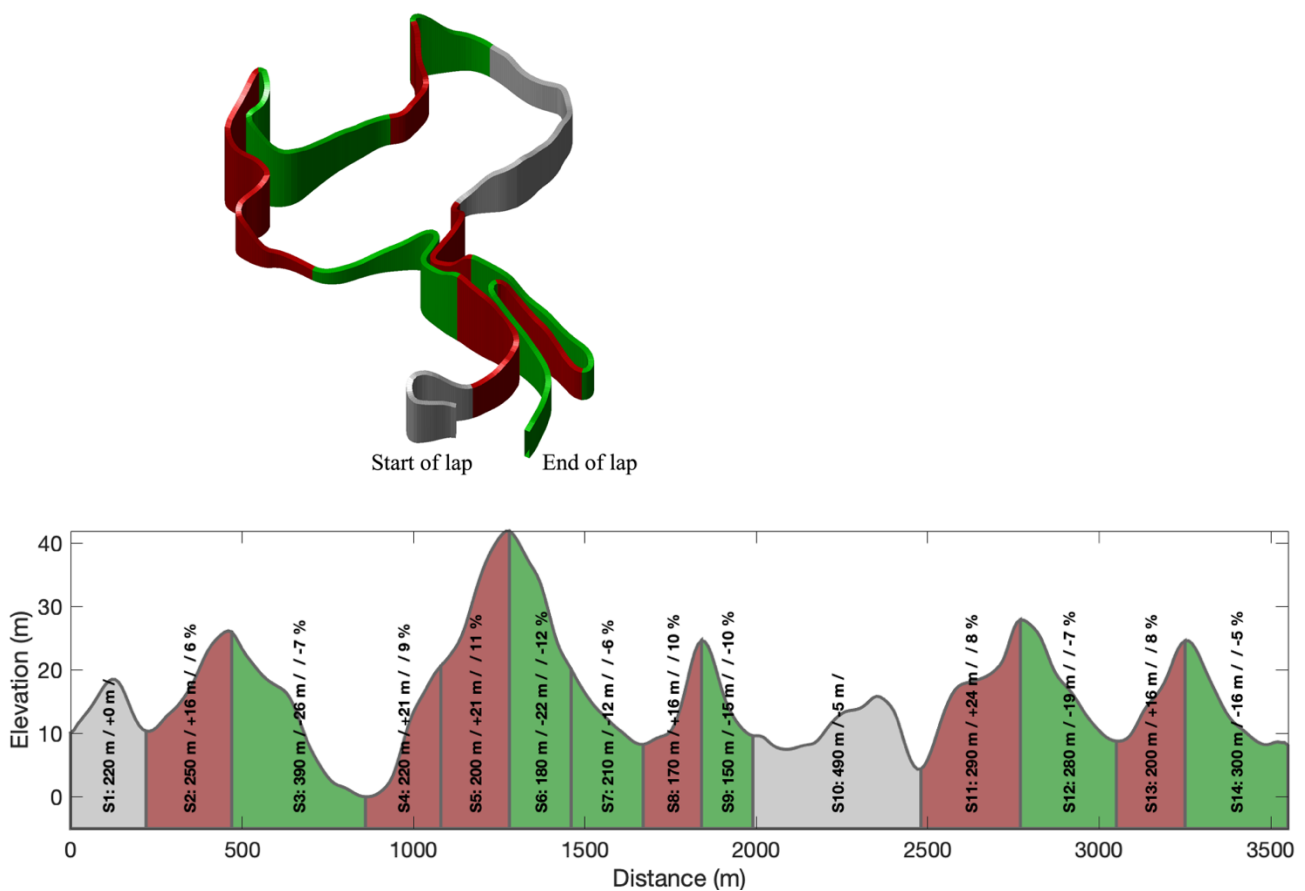 Start of lap
End of lap
Elevation (m)
40
30
20
10
0
S1: 220 m / +0 m /
S2: 250 m / +16 m / 6 %
S3: 390 m / -26 m / -7 %
S4: 220 m / +21 m / 9 %
S5: 200 m / +21 m / 11 %
S6: 180 m / -22 m / -12 %
S7: 210 m / -12 m / -6 %
S8: 170 m / +16 m / 10 %
S9: 150 m / -15 m / -10 %
S10: 490 m / -5 m /
S11: 290 m / +24 m / 8 %
S12: 280 m / -19 m / -7 %
S13: 200 m / +16 m / 8 %
S14: 300 m / -16 m / -5 %
0 500 1000 1500 2000 2500 3000 3500
Distance (m)